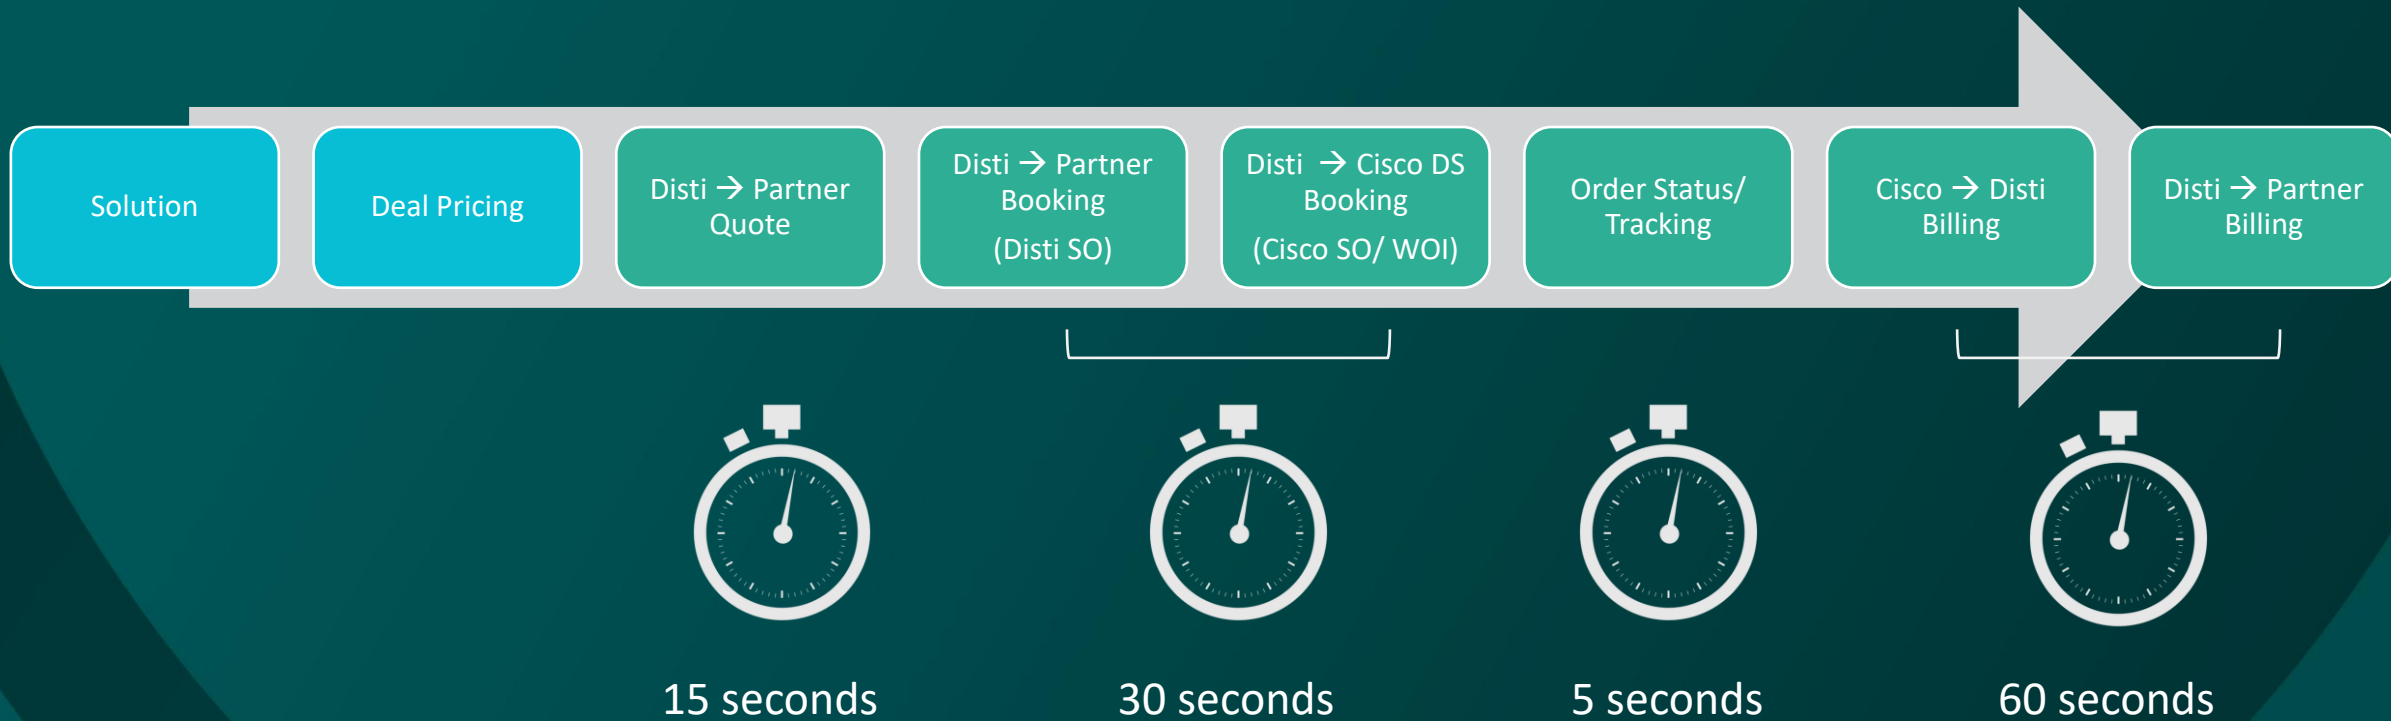 Solution
Deal Pricing
Disti → Partner
Quote
Disti → Partner
Booking
(Disti SO)
Disti → Cisco DS
Booking
(Cisco SO/ WOI)
Order Status/
Tracking
Cisco → Disti
Billing
Disti → Partner
Billing
15 seconds
30 seconds
5 seconds
60 seconds